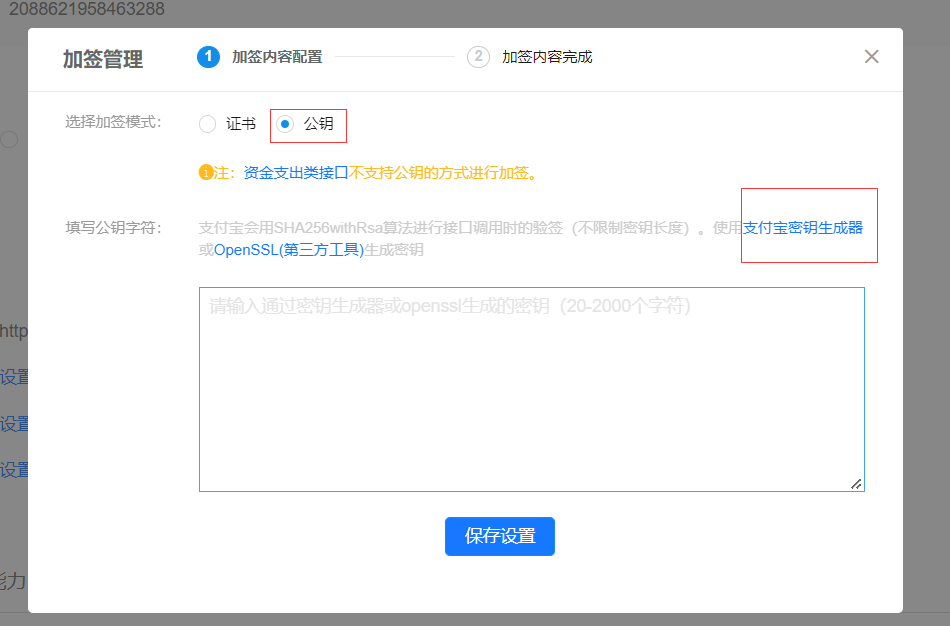 2088621958463288
加签管理
1 加签内容配置
2 加签内容完成
选择加签模式:
证书
公钥
注：资金支出类接口不支持公钥的方式进行加签。
填写公钥字符:
支付宝会用SHA256withRsa算法进行接口调用时的验签（不限制密钥长度）。使用支付宝密钥生成器
或OpenSSL(第三方工具)生成密钥
请输入通过密钥生成器或openssl生成的密钥（20-2000个字符）
http
设置
设置
设置
保存设置
能力